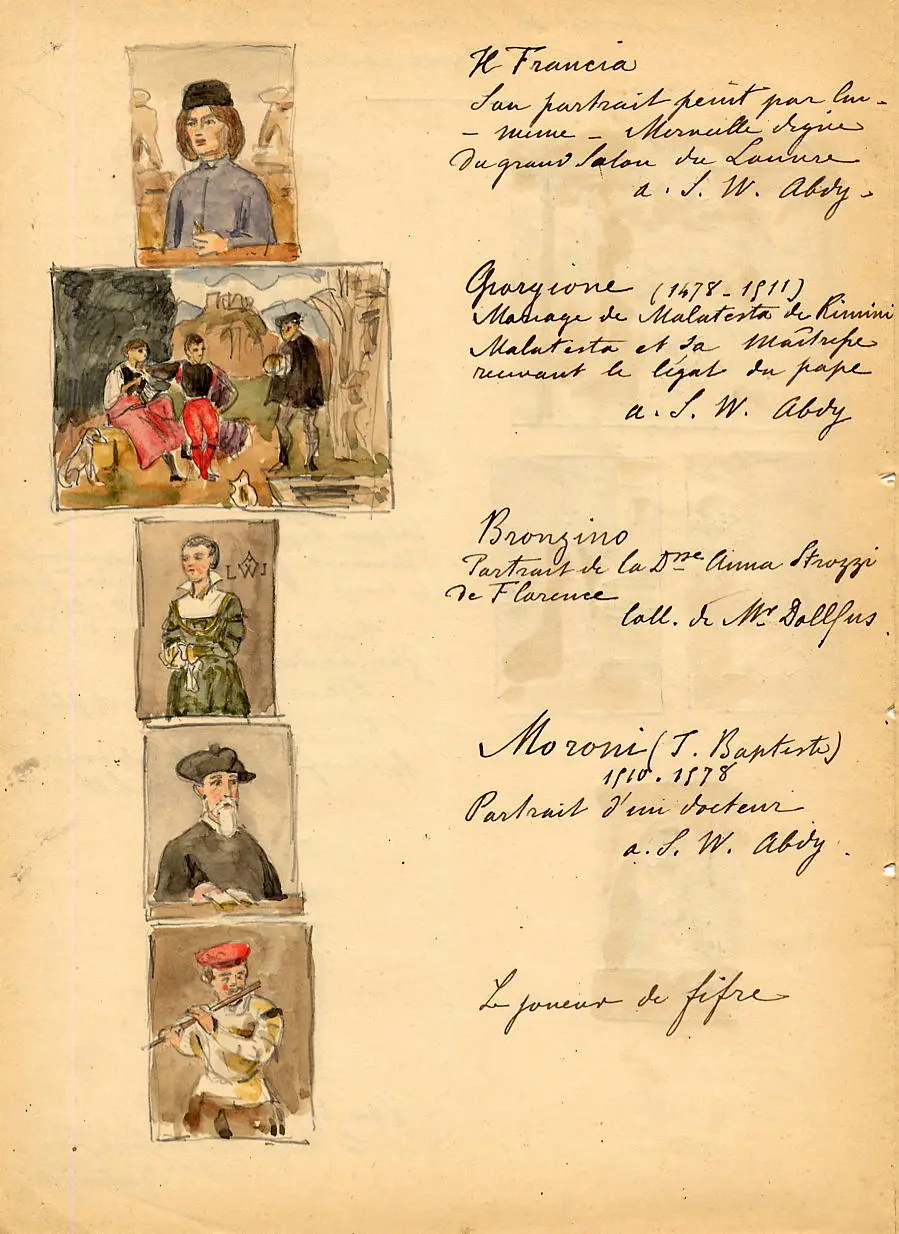 Il Francia
Son portrait peint par lui-
- même - Merveille digne
Du grand Salon du Louvre
a. S. W. Abdy.
Giorgione (1478-1511)
Mariage de Malatesta de Rimini
Malatesta et sa Maîtresse
recevant le légat du pape
a. S. W. Abdy
LWJ
Bronzino
Portrait de la Dsse Anna Strozzi
de Florence
Coll. de Mr Dollfus.
Moroni (J. Baptiste)
1510-1578
Portrait d'un docteur
a. S. W. Abdy.
Le joueur de fifre